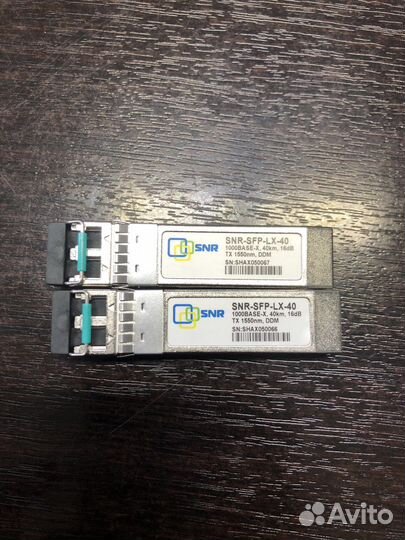 SNR
SNR-SFP-LX-40
1000BASE-X, 40km, 16dB
TX 1550nm, DDM
SN:SHAX050067
SNR
SNR-SFP-LX-40
1000BASE-X, 40km, 16dB
TX 1550nm, DDM
SN:SHAX050066
Avito